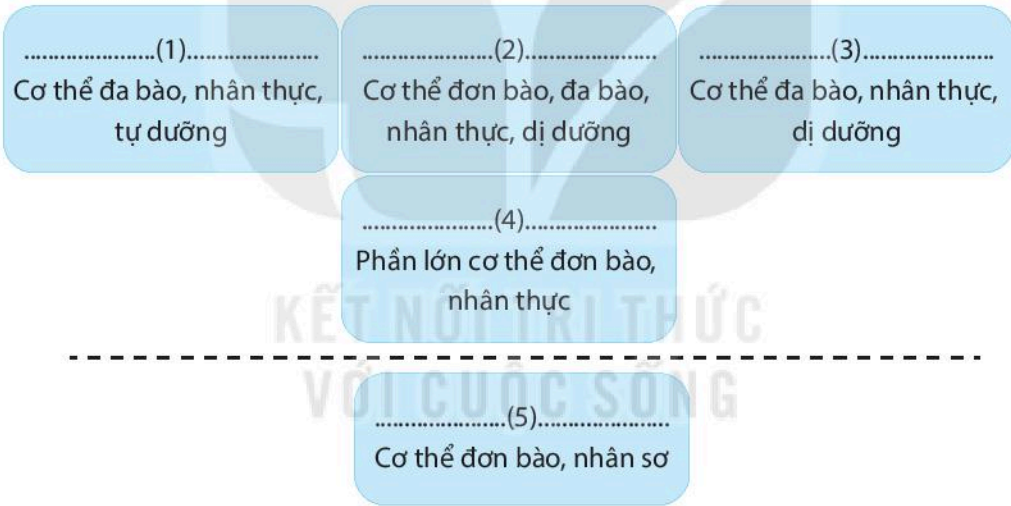 ......................(1)......................
Cơ thể đa bào, nhân thực,
tự dưỡng
......................(2)......................
Cơ thể đơn bào, đa bào,
nhân thực, dị dưỡng
......................(3)......................
Cơ thể đa bào, nhân thực,
dị dưỡng
......................(4)......................
Phần lớn cơ thể đơn bào,
nhân thực
KẾT NỐI TRI THỨC
VỚI CUỘC SỐNG
......................(5)......................
Cơ thể đơn bào, nhân sơ